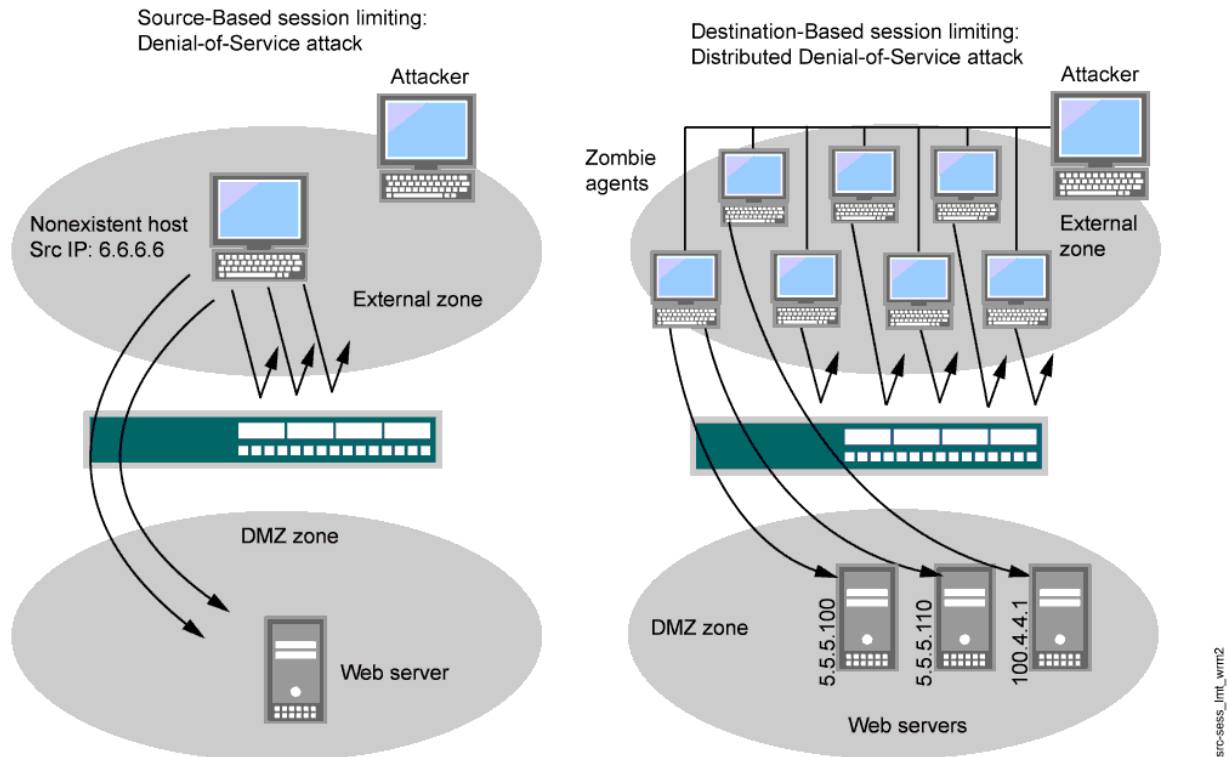 Source-Based session limiting:
Denial-of-Service attack
Attacker
Nonexistent host
Src IP: 6.6.6.6
External zone
DMZ zone
Web server
Destination-Based session limiting:
Distributed Denial-of-Service attack
Attacker
Zombie
agents
External
zone
DMZ zone
5.5.5.100
5.5.5.110
100.4.4.1
Web servers
src-sess_lmt_wrm2